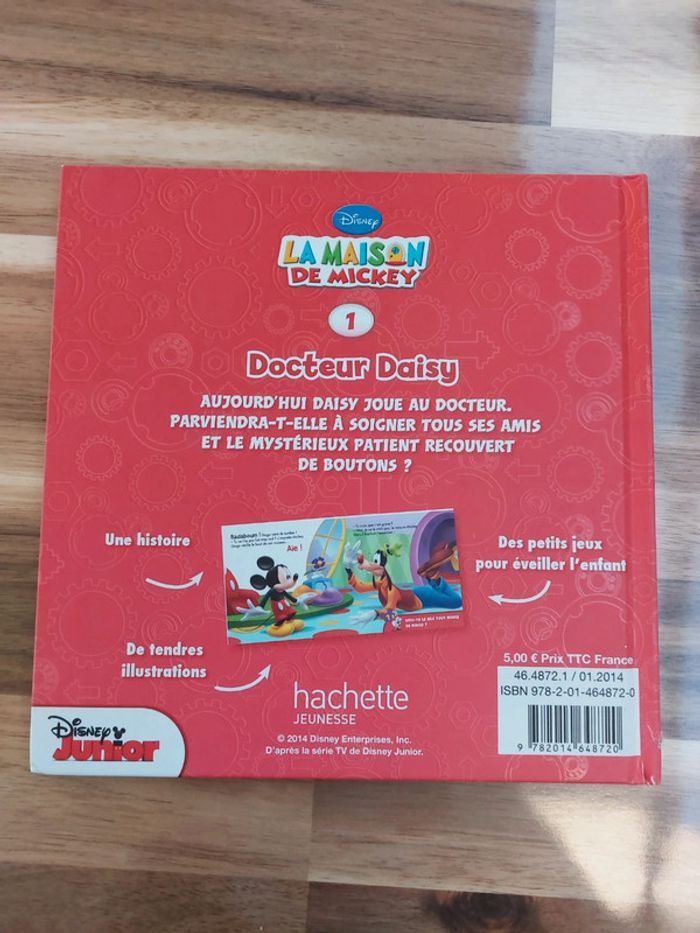 Disney
LA MAISON
DE MICKEY
1
Docteur Daisy
AUJOURD'HUI DAISY JOUE AU DOCTEUR.
PARVIENDRA-T-ELLE À SOIGNER TOUS SES AMIS
ET LE MYSTÉRIEUX PATIENT RECOUVERT
DE BOUTONS ?
Une histoire
Badaboum !
Aïe !
Des petits jeux
pour éveiller l'enfant
De tendres
illustrations
hachette
JEUNESSE
© 2014 Disney Enterprises, Inc.
D'après la série TV de Disney Junior.
Disney
Junior
5,00 € Prix TTC France
46.4872.1 / 01.2014
ISBN 978-2-01-464872-0
9 782014 648720